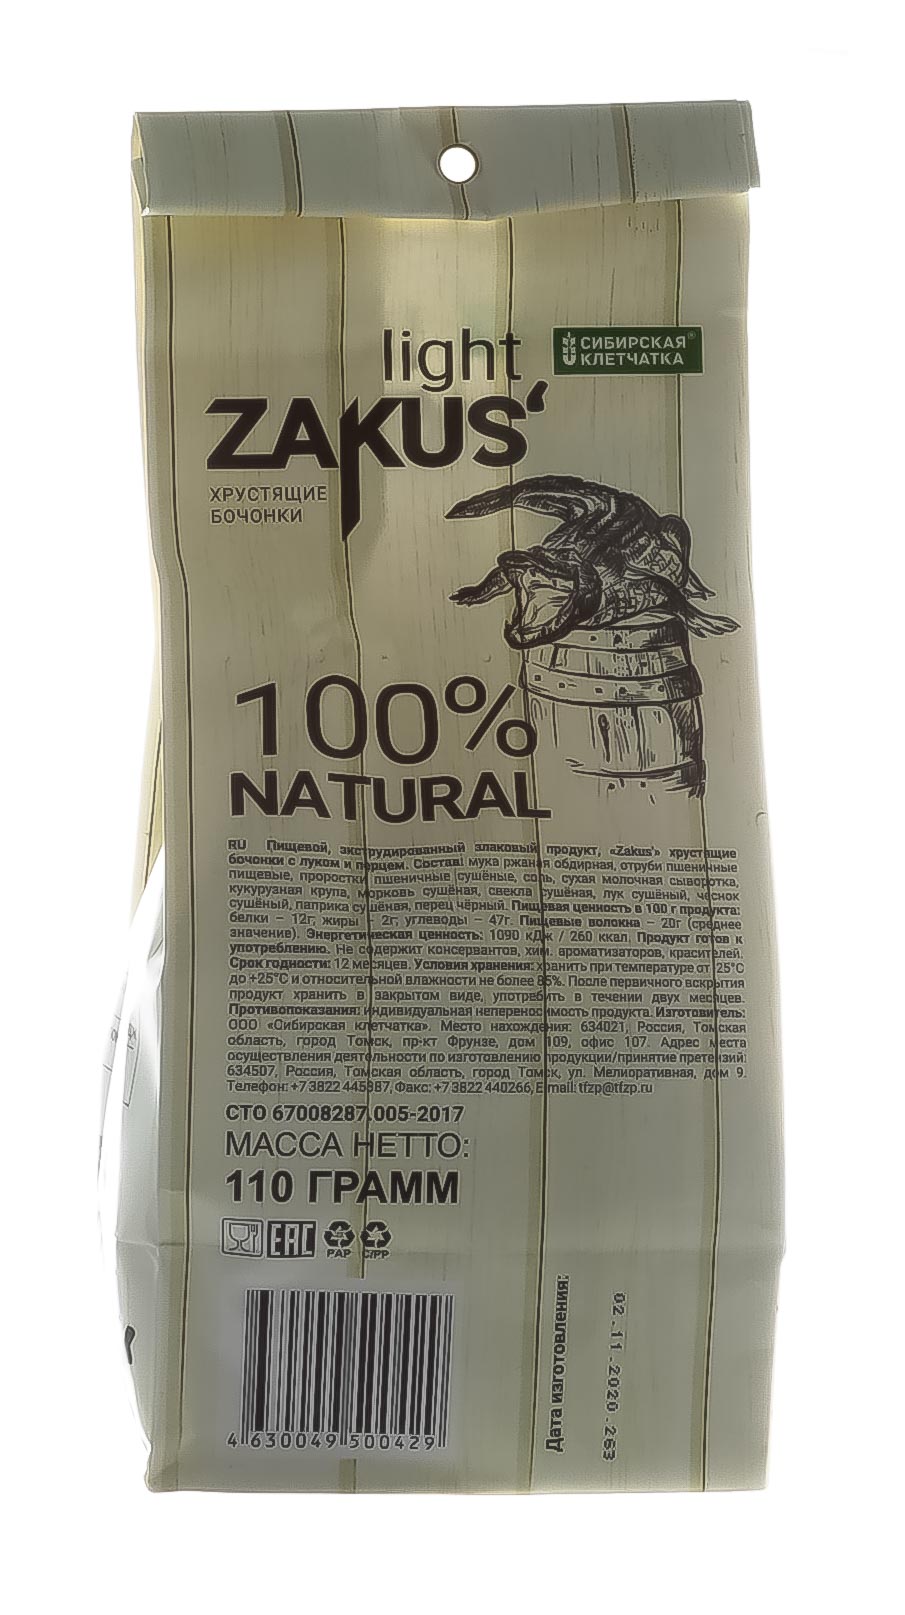 light
СИБИРСКАЯ
КЛЕТЧАТКА
ZAKUS'
ХРУСТЯЩИЕ
БОЧОНКИ
100%
NATURAL
RU Пищевой, экструдированный злаковый продукт, «Zakus'» хрустящие
бочонки с луком и перцем. Состав: мука ржаная обдирная, отруби пшеничные
пищевые, проростки пшеничные сушёные, соль, сухая молочная сыворотка,
кукурузная крупа, морковь сушёная, свекла сушёная, лук сушёный, чеснок
сушёный, паприка сушёная, перец чёрный. Пищевая ценность в 100 г продукта:
белки – 12г, жиры – 2г, углеводы – 47г. Пищевые волокна – 20г (среднее
значение). Энергетическая ценность: 1090 кДж / 260 ккал. Продукт готов к
употреблению. Не содержит консервантов, хим. ароматизаторов, красителей.
Срок годности: 12 месяцев. Условия хранения: хранить при температуре от -25°С
до +25°С и относительной влажности не более 85%. После первичного вскрытия
продукт хранить в закрытом виде, употребить в течении двух месяцев.
Противопоказания: индивидуальная непереносимость продукта. Изготовитель:
ООО «Сибирская клетчатка». Место нахождения: 634021, Россия, Томская
область, город Томск, пр-кт Фрунзе, дом 109, офис 107. Адрес места
осуществления деятельности по изготовлению продукции/принятие претензий:
634507, Россия, Томская область, город Томск, ул. Мелиоративная, дом 9.
Телефон: +7 3822 445387, Факс: +7 3822 440266, E-mail: tfzp@tfzp.ru
СТО 67008287.005-2017
МАССА НЕТТО:
110 ГРАММ
EAC
PAP C/PP
4 630049 500429
Дата изготовления:
02.11.2020.263